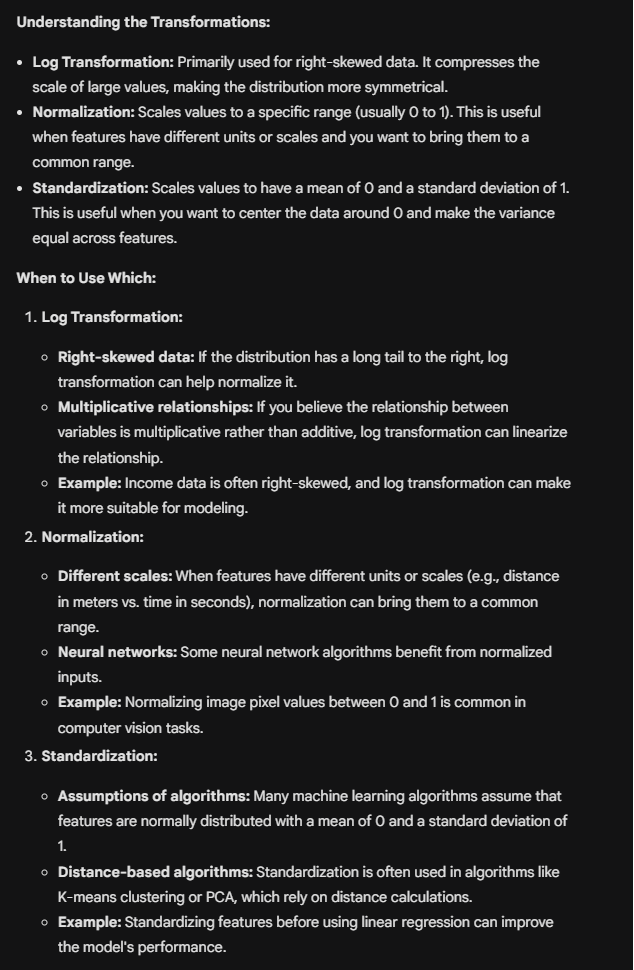 Understanding the Transformations:
• Log Transformation: Primarily used for right-skewed data. It compresses the
scale of large values, making the distribution more symmetrical.
• Normalization: Scales values to a specific range (usually 0 to 1). This is useful
when features have different units or scales and you want to bring them to a
common range.
• Standardization: Scales values to have a mean of 0 and a standard deviation of 1.
This is useful when you want to center the data around 0 and make the variance
equal across features.
When to Use Which:
1. Log Transformation:
○ Right-skewed data: If the distribution has a long tail to the right, log
transformation can help normalize it.
○ Multiplicative relationships: If you believe the relationship between
variables is multiplicative rather than additive, log transformation can linearize
the relationship.
○ Example: Income data is often right-skewed, and log transformation can make
it more suitable for modeling.
2. Normalization:
○ Different scales: When features have different units or scales (e.g., distance
in meters vs. time in seconds), normalization can bring them to a common
range.
○ Neural networks: Some neural network algorithms benefit from normalized
inputs.
○ Example: Normalizing image pixel values between 0 and 1 is common in
computer vision tasks.
3. Standardization:
○ Assumptions of algorithms: Many machine learning algorithms assume that
features are normally distributed with a mean of 0 and a standard deviation of
1.
○ Distance-based algorithms: Standardization is often used in algorithms like
K-means clustering or PCA, which rely on distance calculations.
○ Example: Standardizing features before using linear regression can improve
the model's performance.